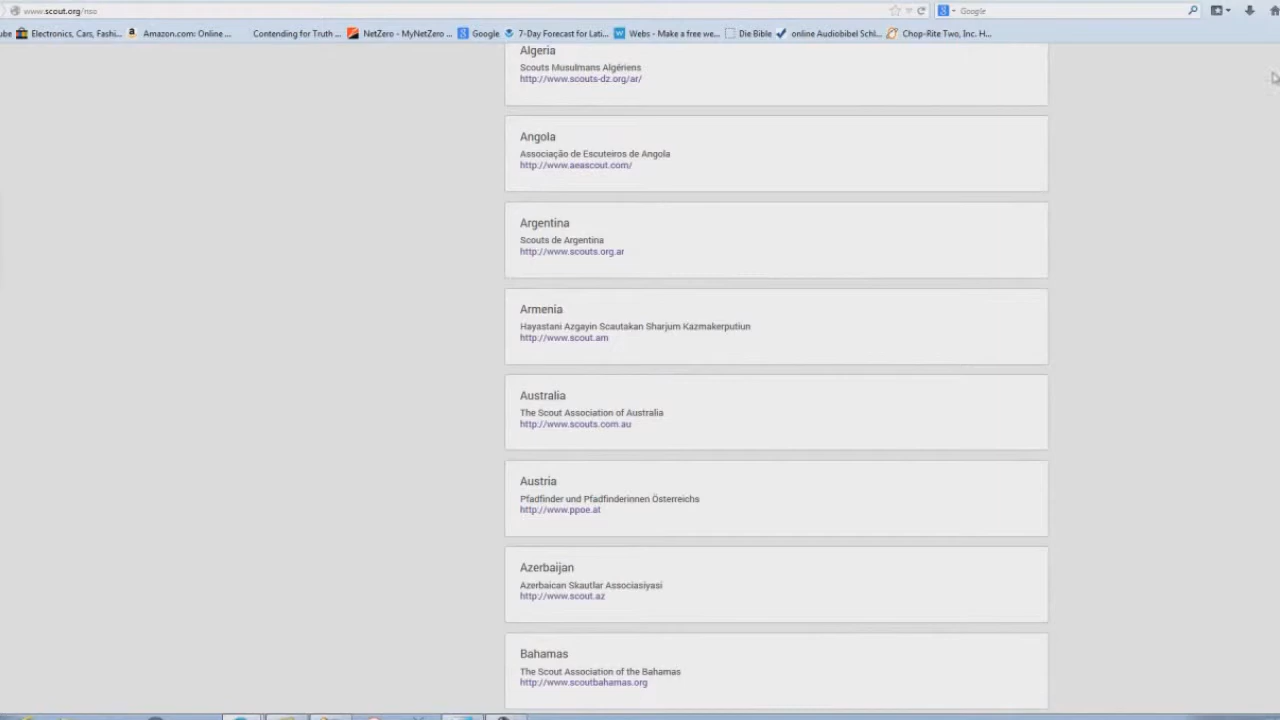 www.scout.org/nso
Google
ube
Electronics, Cars, Fashi...
Amazon.com: Online ...
Contending for Truth ...
NetZero - MyNetZero ...
Google
7-Day Forecast for Lati...
Webs - Make a free we...
Die Bible
online Audiobibel Schl...
Chop-Rite Two, Inc. H...
Algeria
Scouts Musulmans Algériens
http://www.scouts-dz.org/ar/
Angola
Associação de Escuteiros de Angola
http://www.aeascout.com/
Argentina
Scouts de Argentina
http://www.scouts.org.ar
Armenia
Hayastani Azgayin Scautakan Sharjum Kazmakerputiun
http://www.scout.am
Australia
The Scout Association of Australia
http://www.scouts.com.au
Austria
Pfadfinder und Pfadfinderinnen Österreichs
http://www.ppoe.at
Azerbaijan
Azerbaican Skautlar Associasiyasi
http://www.scout.az
Bahamas
The Scout Association of the Bahamas
http://www.scoutbahamas.org